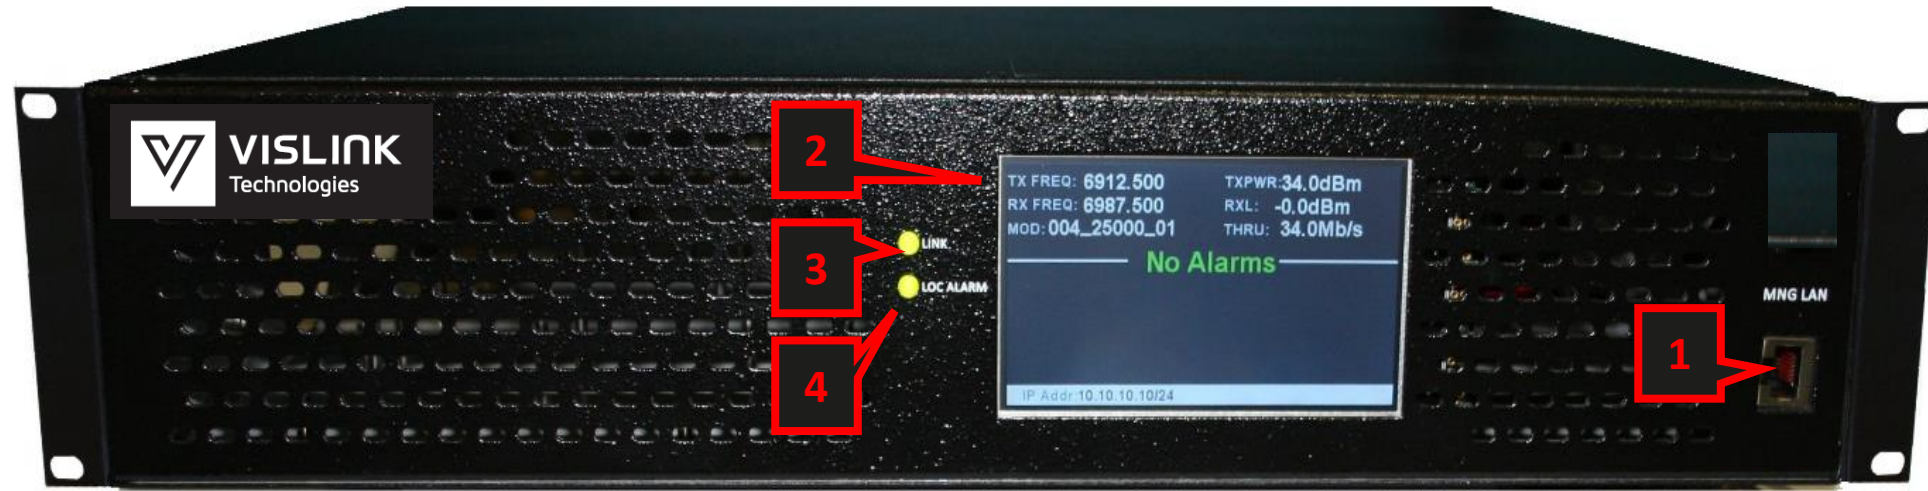 VISLINK
Technologies
2
3
4
1
LINK
LOC ALARM
TX FREQ: 6912.500 TXPWR: 34.0dBm
RX FREQ: 6987.500 RXL: -0.0dBm
MOD: 004_25000_01 THRU: 34.0Mb/s
No Alarms
IP Addr: 10.10.10.10/24
MNG LAN